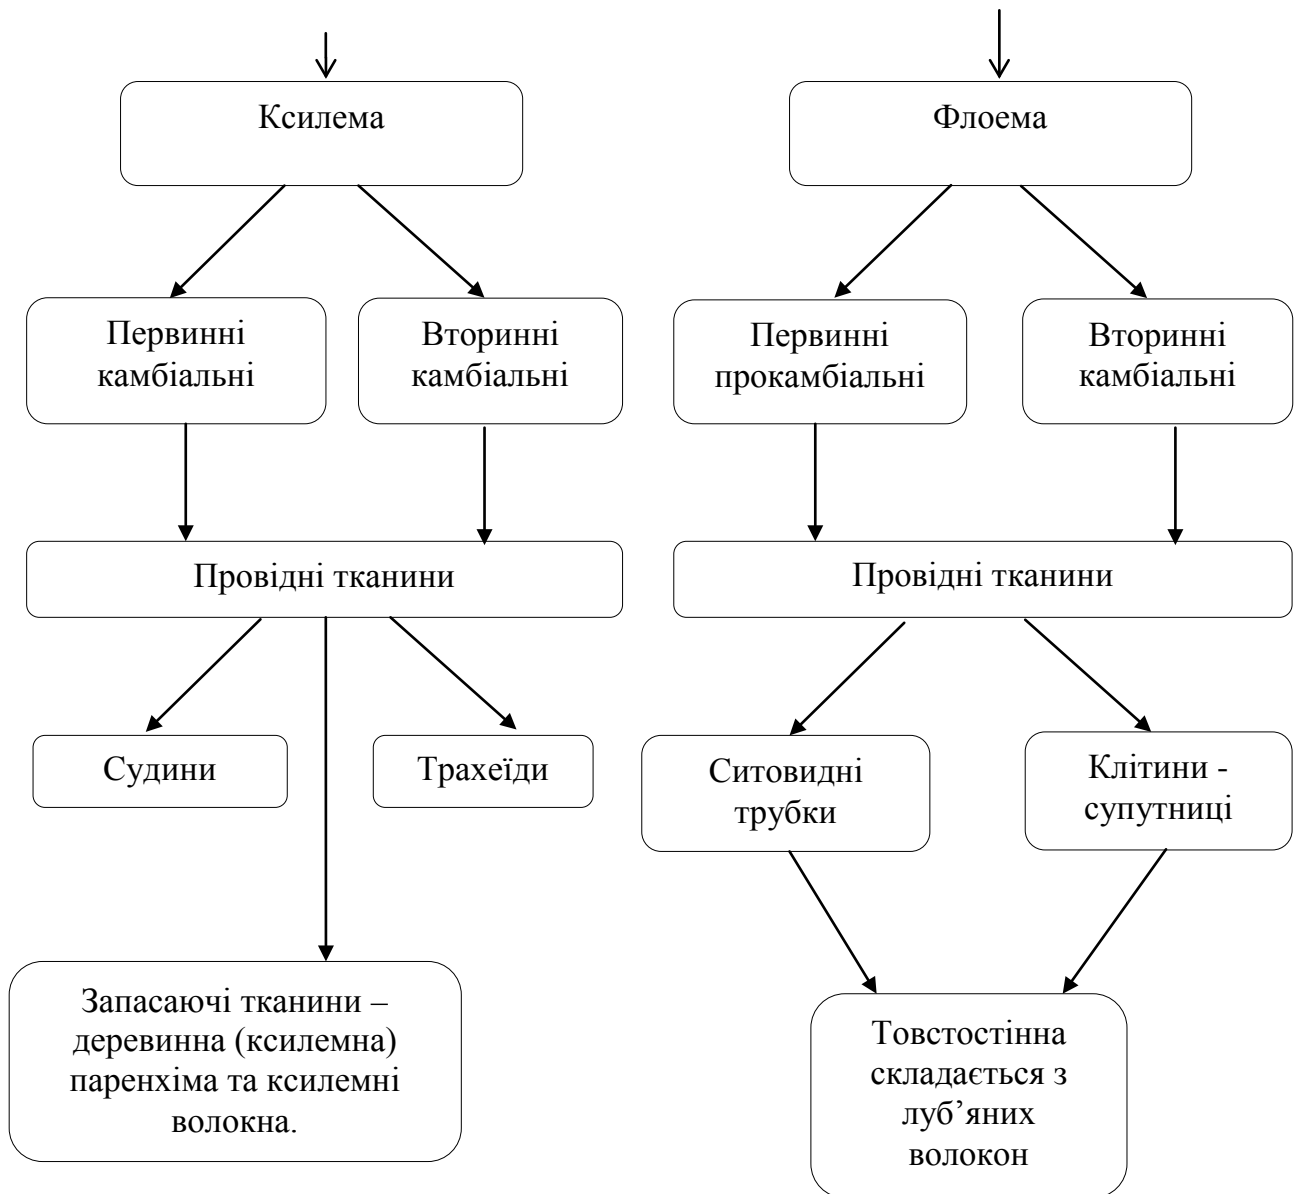 Ксилема
Флоема
Первинні
камбіальні
Вторинні
камбіальні
Первинні
прокамбіальні
Вторинні
камбіальні
Провідні тканини
Провідні тканини
Судини
Трахеїди
Ситовидні
трубки
Клітини -
супутниці
Запасаючі тканини –
деревинна (ксилемна)
паренхіма та ксилемні
волокна.
Товстостінна
складається з
луб’яних
волокон